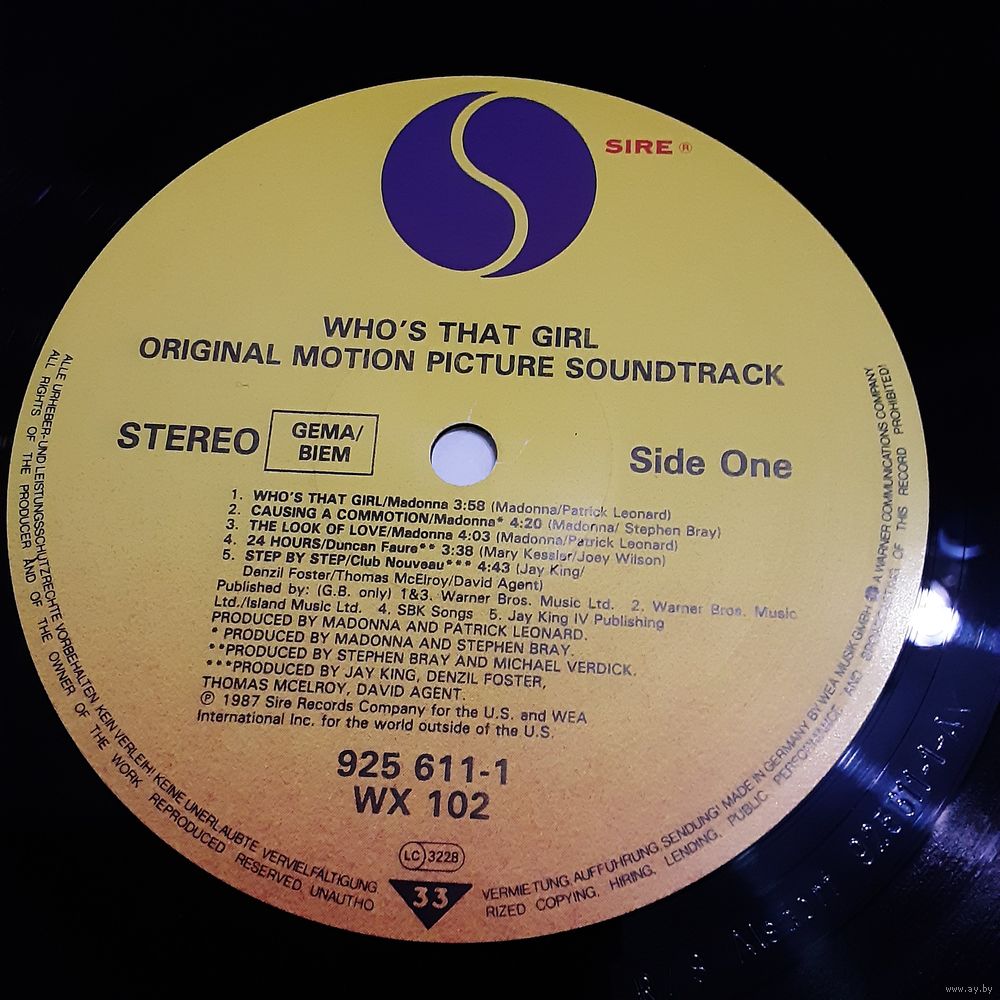 SIRE ®
WHO'S THAT GIRL
ORIGINAL MOTION PICTURE SOUNDTRACK
STEREO
GEMA/
BIEM
Side One
1. WHO'S THAT GIRL/Madonna 3:58 (Madonna/Patrick Leonard)
2. CAUSING A COMMOTION/Madonna* 4:20 (Madonna/ Stephen Bray)
3. THE LOOK OF LOVE/Madonna 4:03 (Madonna/Patrick Leonard)
4. 24 HOURS/Duncan Faure** 3:38 (Mary Kessler/Joey Wilson)
5. STEP BY STEP/Club Nouveau*** 4:43 (Jay King/
Denzil Foster/Thomas McElroy/David Agent)
Published by: (G.B. only) 1&3. Warner Bros. Music Ltd. 2. Warner Bros. Music
Ltd./Island Music Ltd. 4. SBK Songs 5. Jay King IV Publishing
PRODUCED BY MADONNA AND PATRICK LEONARD.
* PRODUCED BY MADONNA AND STEPHEN BRAY.
**PRODUCED BY STEPHEN BRAY AND MICHAEL VERDICK.
***PRODUCED BY JAY KING, DENZIL FOSTER,
THOMAS MCELROY, DAVID AGENT.
℗ 1987 Sire Records Company for the U.S. and WEA
International Inc. for the world outside of the U.S.
925 611-1
WX 102
LC 3228
33
ALLE URHEBER-UND LEISTUNGSSCHUTZRECHTE VORBEHALTEN KEIN VERLEIH! KEINE UNERLAUBTE VERVIELFÄLTIGUNG VERMIETUNG, AUFFÜHRUNG, SENDUNG! MADE IN GERMANY BY WEA MUSIK GMBH A WARNER COMMUNICATIONS COMPANY
ALL RIGHTS OF THE PRODUCER AND OF THE OWNER OF THE WORK REPRODUCED RESERVED UNAUTHO RIZED COPYING, HIRING, LENDING, PUBLIC PERFORMANCE AND BROADCASTING OF THIS RECORD PROHIBITED!
www.ay.by